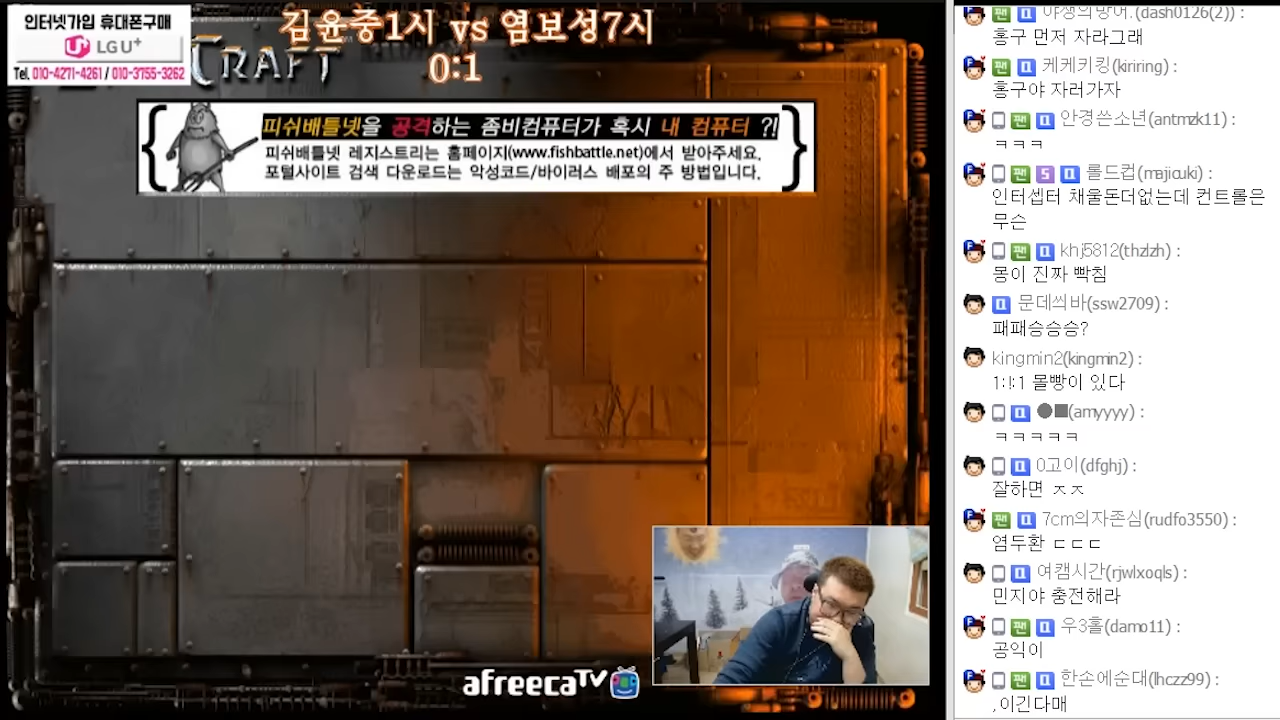 인터넷가입 휴대폰구매
LG U+
Tel. 010-4271-4261 / 010-3755-3262
CRAFT
김윤중1시 vs 염보성7시
0:1
피쉬배틀넷을 공격하는 좀비컴퓨터가 혹시 내 컴퓨터 ?!
피쉬배틀넷 레지스트리는 홈페이지(www.fishbattle.net)에서 받아주세요.
포털사이트 검색 다운로드는 악성코드/바이러스 배포의 주 방법입니다.
afreecaTV
야생의망어.(dash0126(2)) :
홍구 먼저 자라그래
케케키킹(kiriring) :
홍구야 자러가자
안경쓴소년(antmzk11) :
ㅋㅋㅋ
롤드컵(majicuki) :
인터셉터 채울돈더없는데 컨트롤은
무슨
khj5812(thzlzh) :
몽이 진짜 빡침
문데씌바(ssw2709) :
패패승승승?
kingmin2(kingmin2) :
1:!:1 몰빵이 있다
●■(amyyyy) :
ㅋㅋㅋㅋㅋ
0고이(dfghj) :
잘하면 ㅈㅈ
7cm의자존심(rudfo3550) :
염두환 ㄷㄷㄷ
여캠시간(rjwlxoqls) :
민지야 충전해라
우3홀(damo11) :
공익이
한손에순대(lhczz99) :
,이긴다매